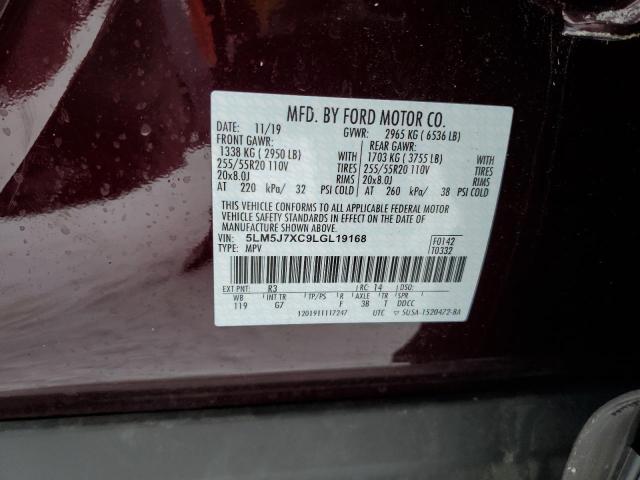 MFD. BY FORD MOTOR CO.
DATE: 11/19 GVWR: 2965 KG ( 6536 LB)
FRONT GAWR: REAR GAWR:
1338 KG ( 2950 LB) 1703 KG ( 3755 LB)
255/55R20 110V TIRES 255/55R20 110V TIRES
20x8.0J RIMS 20x8.0J RIMS
AT 220 kPa/ 32 PSI COLD AT 260 kPa/ 38 PSI COLD
THIS VEHICLE CONFORMS TO ALL APPLICABLE FEDERAL MOTOR
VEHICLE SAFETY STANDARDS IN EFFECT ON THE DATE OF
MANUFACTURE SHOWN ABOVE.
VIN: 5LM5J7XC9LGL19168 F0142
TYPE: MPV T0332
EXT PNT: R3 RC: 14 DSO:
WB INT TR TP/PS R AXLE TR SPR
119 G7 F 3B T DDCC
1201911117247 UTC ▽ 5USA-1520472-BA